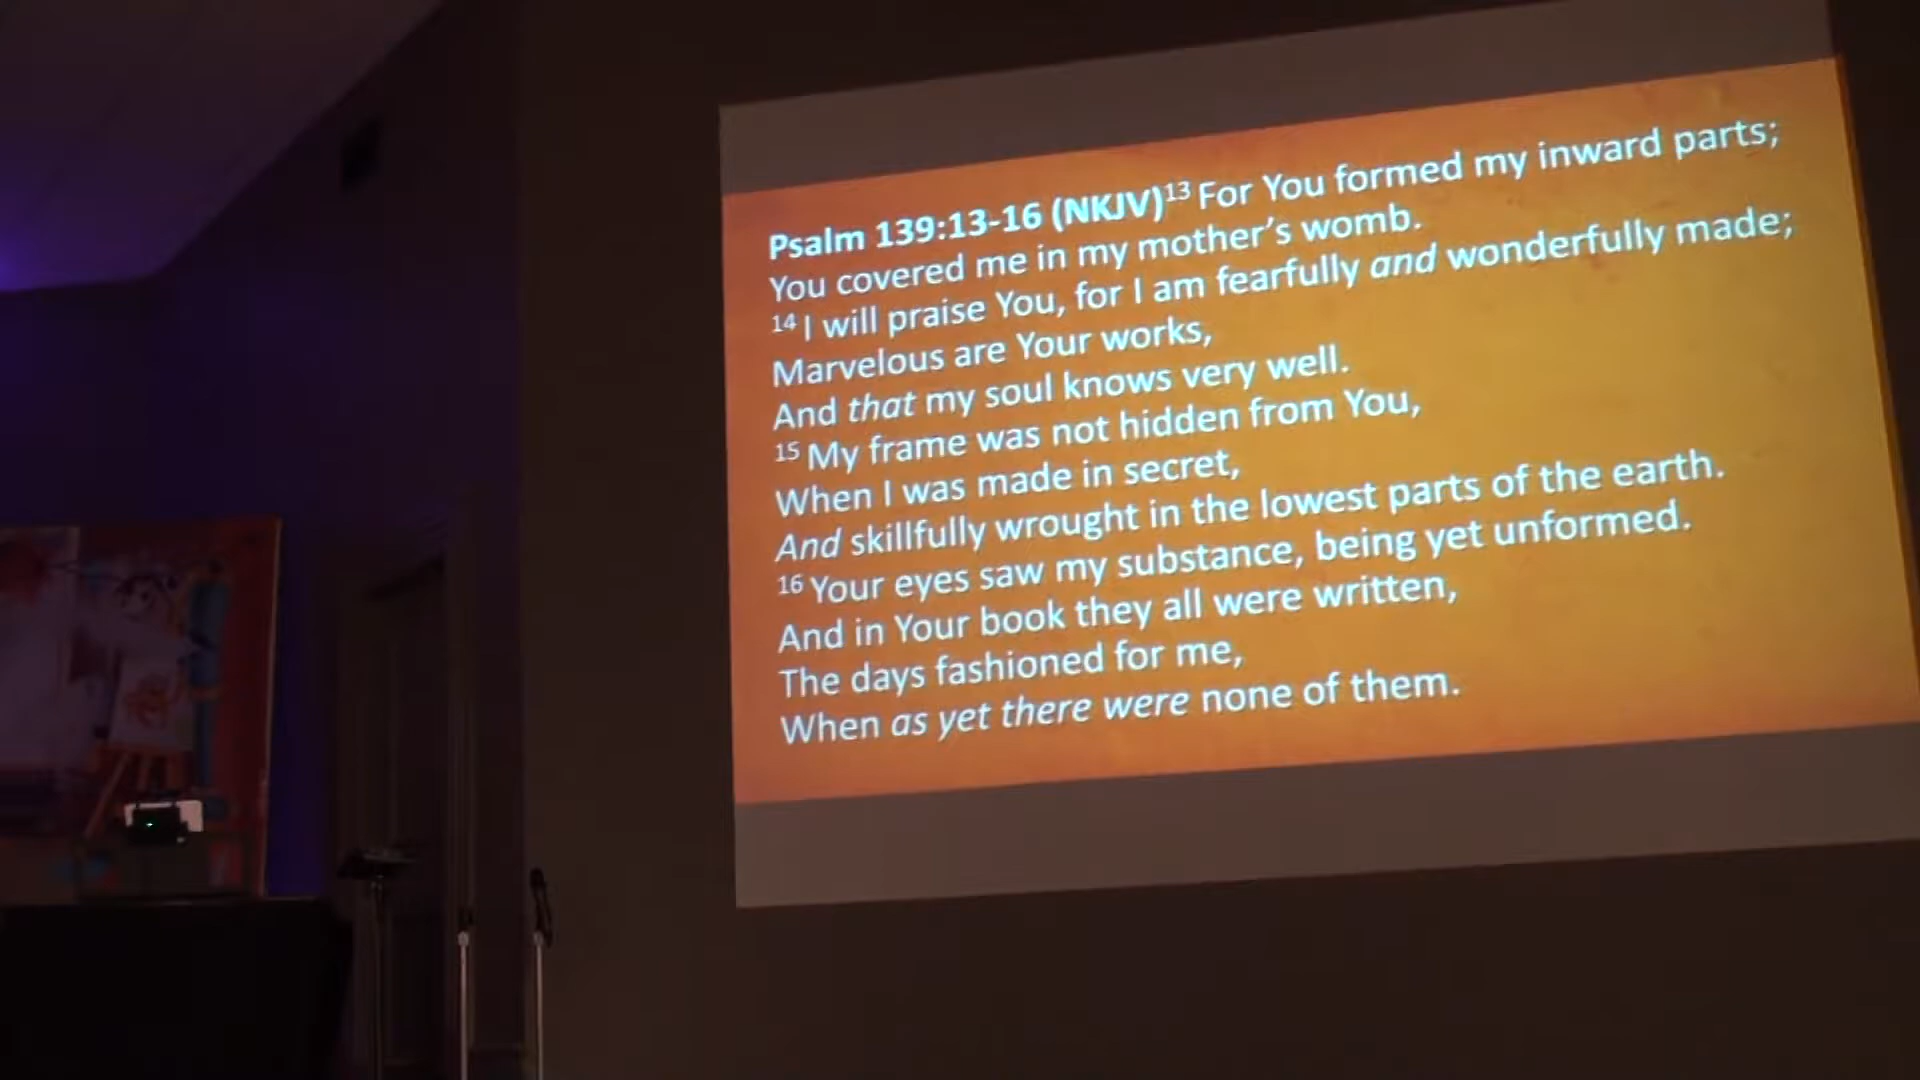 Psalm 139:13-16 (NKJV)13 For You formed my inward parts;
You covered me in my mother's womb.
14 I will praise You, for I am fearfully and wonderfully made;
Marvelous are Your works,
And that my soul knows very well.
15 My frame was not hidden from You,
When I was made in secret,
And skillfully wrought in the lowest parts of the earth.
16 Your eyes saw my substance, being yet unformed.
And in Your book they all were written,
The days fashioned for me,
When as yet there were none of them.